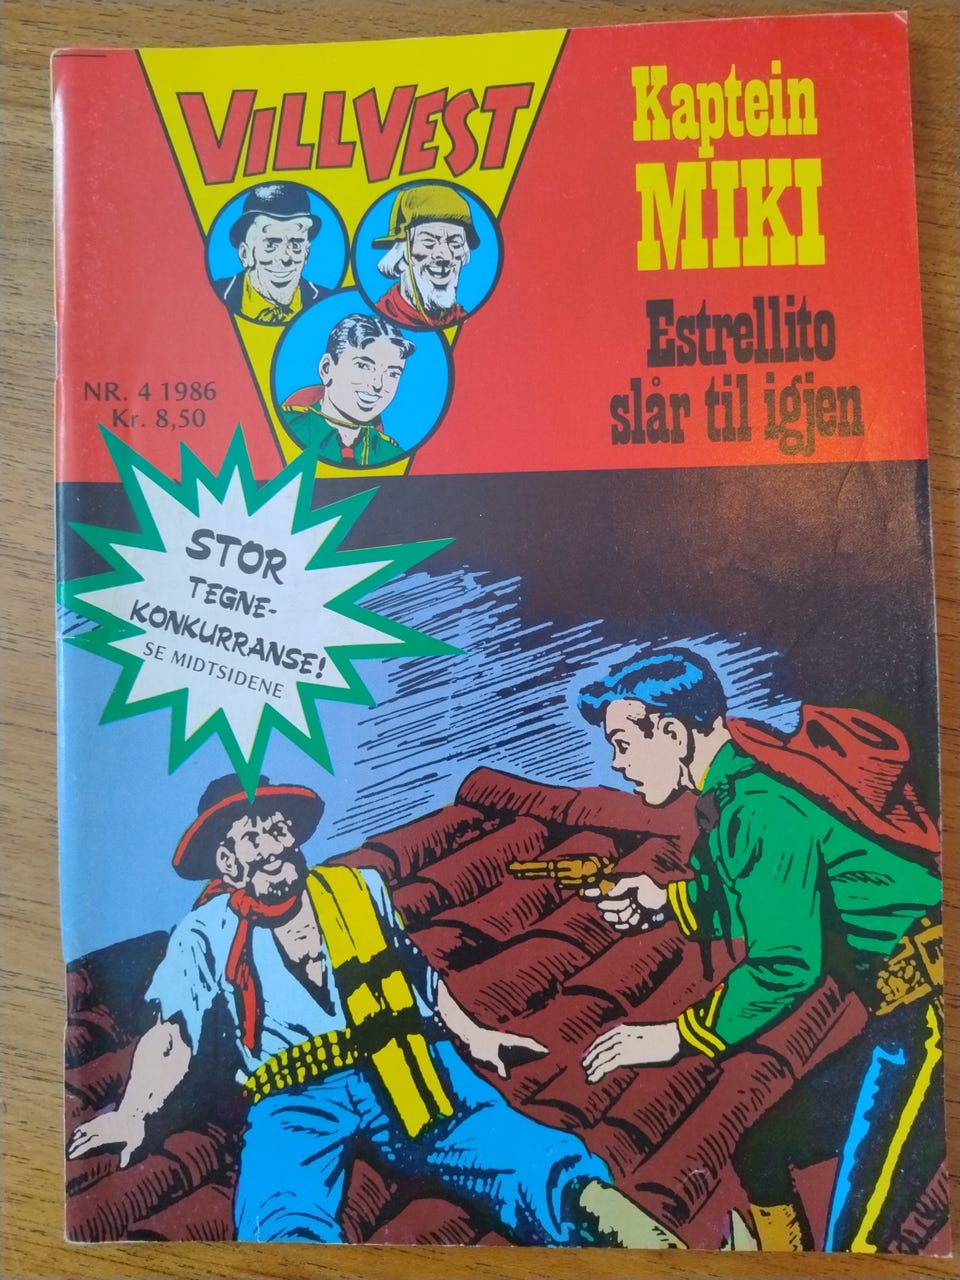 VILLVEST
Kaptein
MIKI
Estrellito
slår til igjen
NR. 4 1986
Kr. 8,50
STOR
TEGNE-
KONKURRANSE!
SE MIDTSIDENE